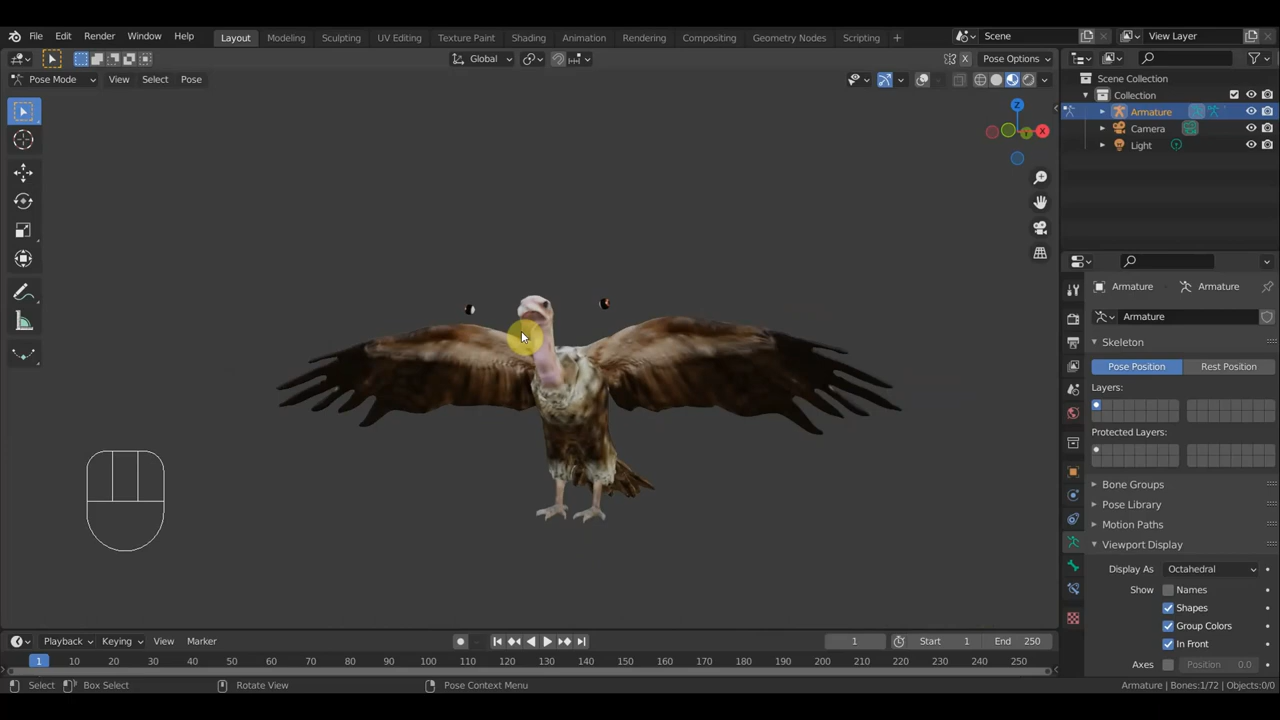 File Edit Render Window Help Layout Modeling Sculpting UV Editing Texture Paint Shading Animation Rendering Compositing Geometry Nodes Scripting + Scene View Layer
Global Pose Options
Pose Mode View Select Pose
Scene Collection
Collection
Armature
Camera
Light
Z
X
Armature Armature
Armature
Skeleton
Pose Position Rest Position
Layers:
Protected Layers:
Bone Groups
Pose Library
Motion Paths
Viewport Display
Display As Octahedral
Show Names
Shapes
Group Colors
In Front
Axes Position 0.0
Playback Keying View Marker 1 Start 1 End 250
1 10 20 30 40 50 60 70 80 90 100 110 120 130 140 150 160 170 180 190 200 210 220 230 240 250
Select Box Select Rotate View Pose Context Menu Armature | Bones:1/72 | Objects:0/0